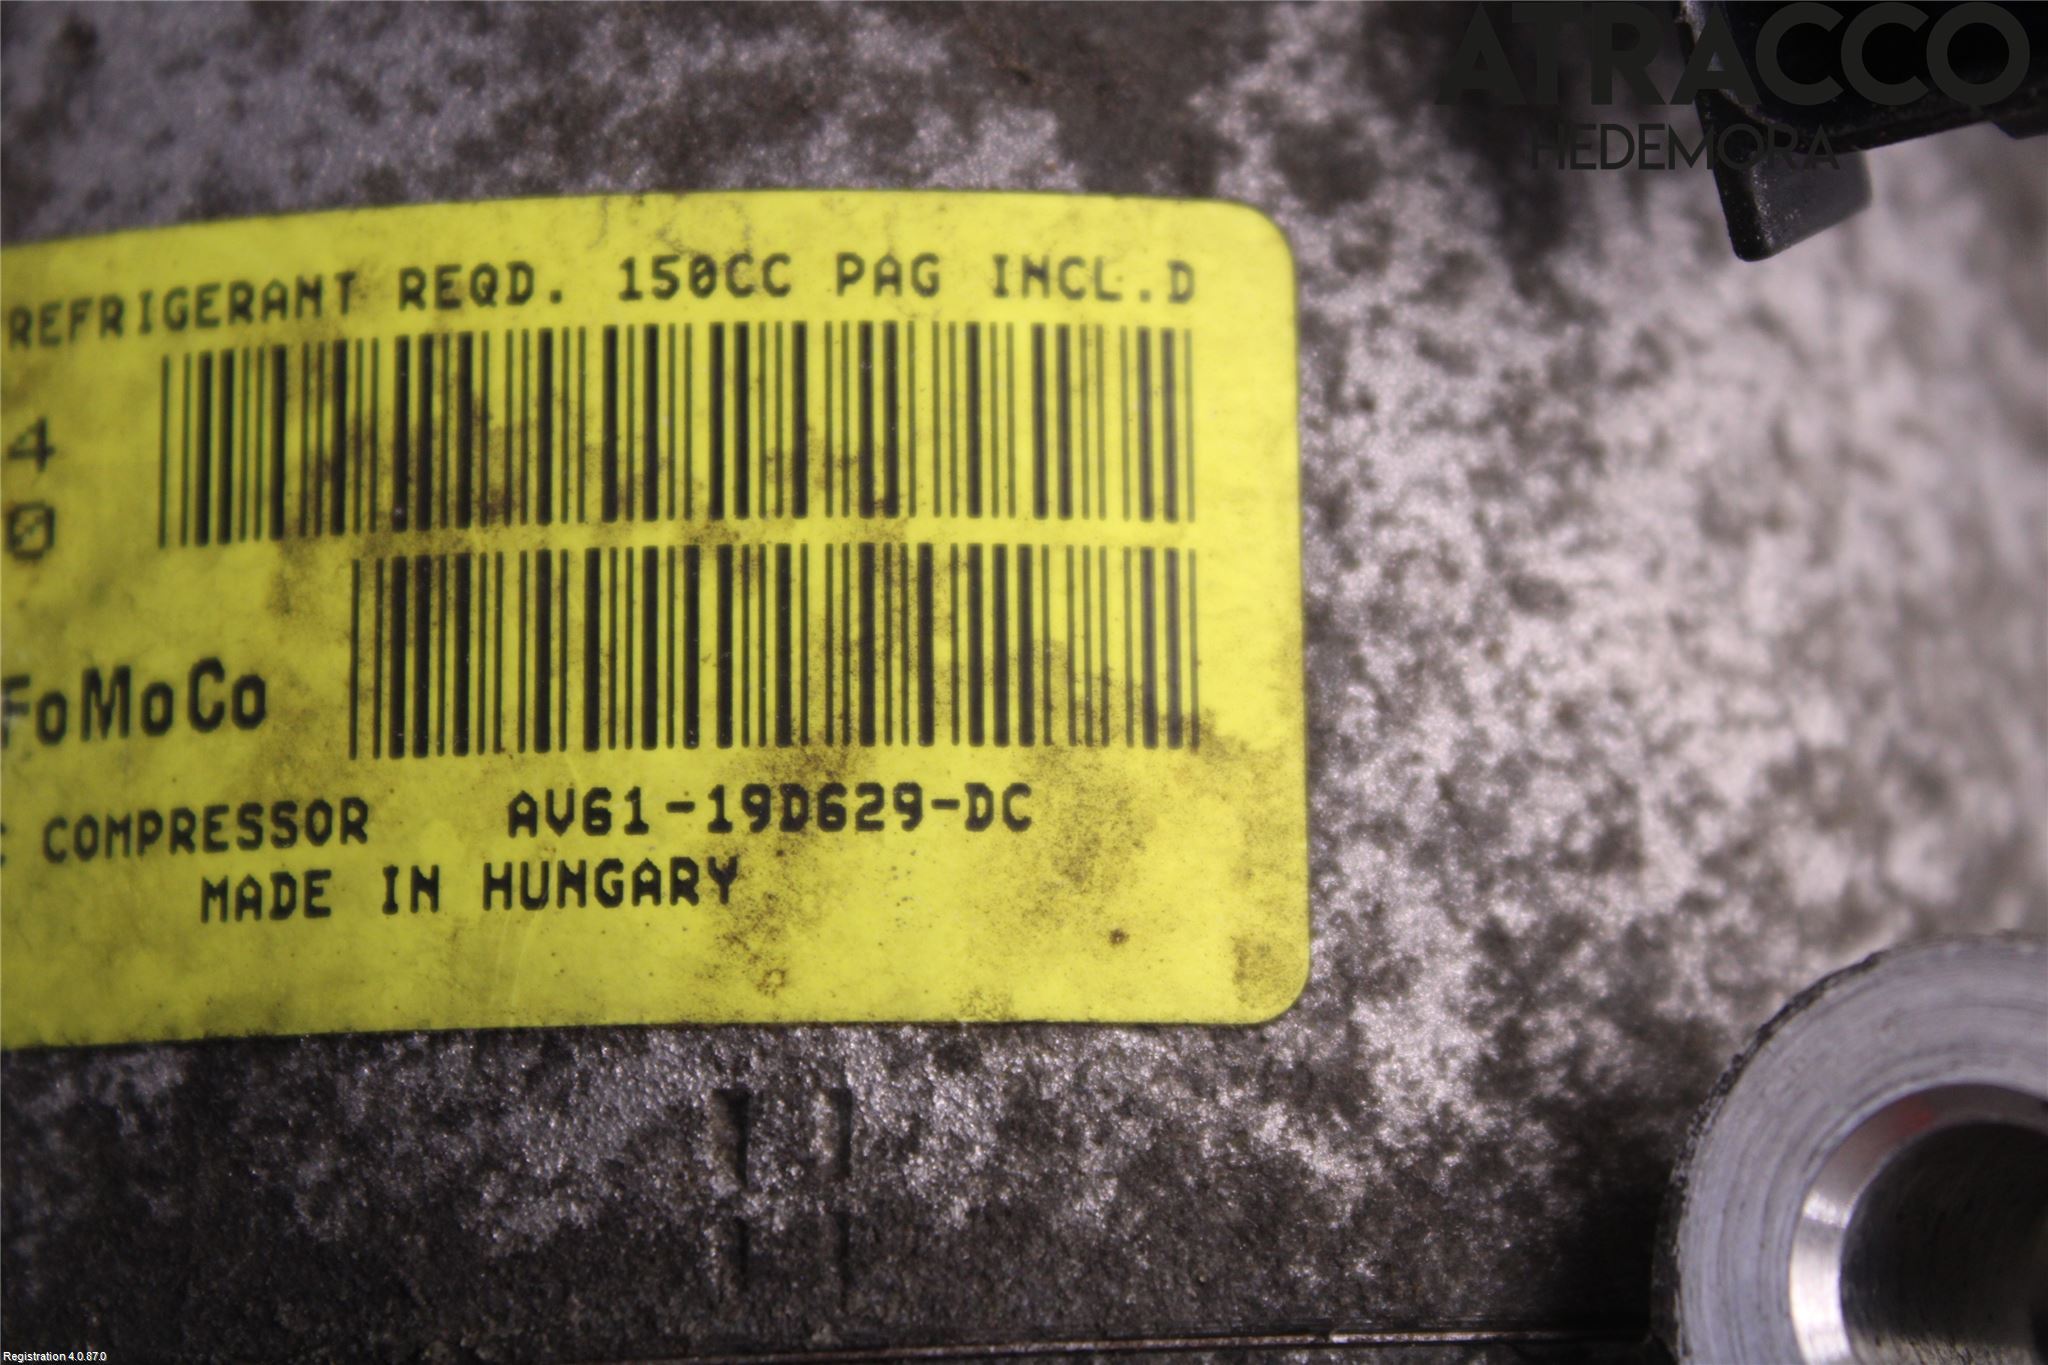 ATRACCO
HEDEMORA
REFRIGERANT REQD. 150CC PAG INCL.D
4
0
FoMoCo
COMPRESSOR AV61-19D629-DC
MADE IN HUNGARY
Registration 4.0.87.0